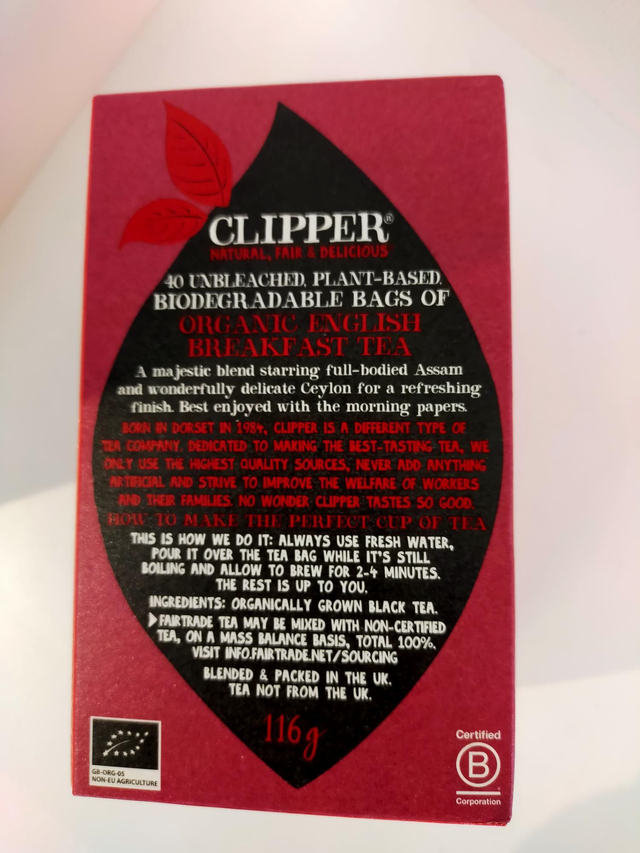 CLIPPER®
NATURAL, FAIR & DELICIOUS
40 UNBLEACHED, PLANT-BASED,
BIODEGRADABLE BAGS OF
ORGANIC ENGLISH
BREAKFAST TEA
A majestic blend starring full-bodied Assam
and wonderfully delicate Ceylon for a refreshing
finish. Best enjoyed with the morning papers.
BORN IN DORSET IN 1984, CLIPPER IS A DIFFERENT TYPE OF
TEA COMPANY. DEDICATED TO MAKING THE BEST-TASTING TEA, WE
ONLY USE THE HIGHEST QUALITY SOURCES, NEVER ADD ANYTHING
ARTIFICIAL AND STRIVE TO IMPROVE THE WELFARE OF WORKERS
AND THEIR FAMILIES. NO WONDER CLIPPER TASTES SO GOOD.
HOW TO MAKE THE PERFECT CUP OF TEA
THIS IS HOW WE DO IT: ALWAYS USE FRESH WATER,
POUR IT OVER THE TEA BAG WHILE IT'S STILL
BOILING AND ALLOW TO BREW FOR 2-4 MINUTES.
THE REST IS UP TO YOU.
INGREDIENTS: ORGANICALLY GROWN BLACK TEA.
FAIRTRADE TEA MAY BE MIXED WITH NON-CERTIFIED
TEA, ON A MASS BALANCE BASIS, TOTAL 100%.
VISIT INFO.FAIRTRADE.NET/SOURCING
BLENDED & PACKED IN THE UK.
TEA NOT FROM THE UK.
116g
GB-ORG-05
NON-EU AGRICULTURE
Certified
B
Corporation